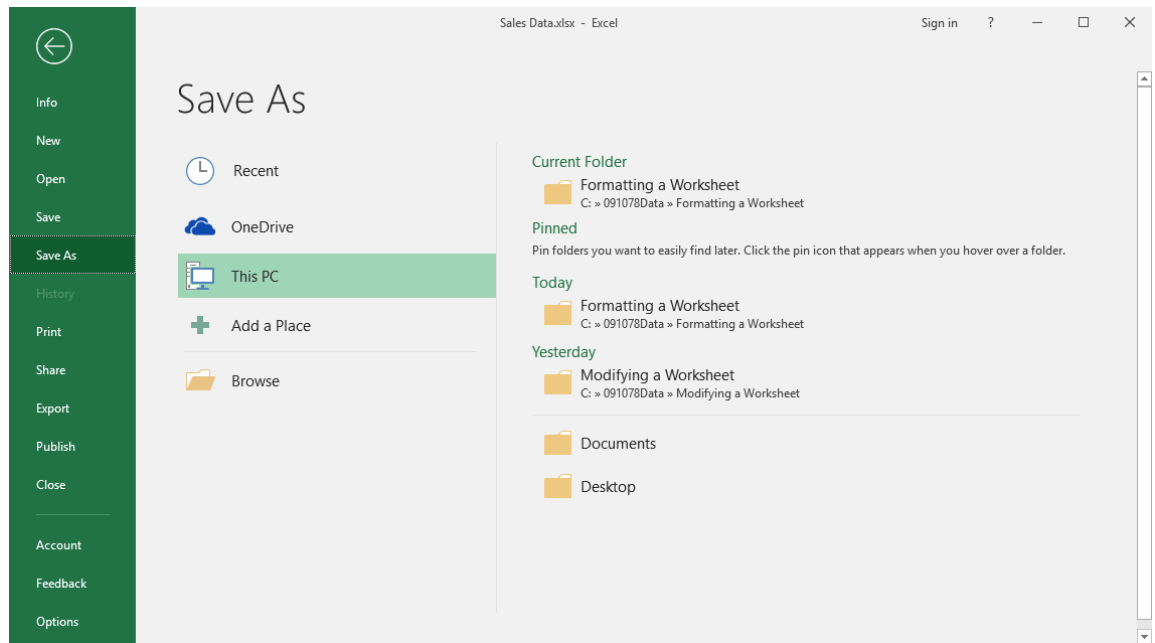 Sales Data.xlsx - Excel
Sign in
?
Info
New
Open
Save
Save As
History
Print
Share
Export
Publish
Close
Account
Feedback
Options
Save As
Recent
OneDrive
This PC
Add a Place
Browse
Current Folder
Formatting a Worksheet
C: » 091078Data » Formatting a Worksheet
Pinned
Pin folders you want to easily find later. Click the pin icon that appears when you hover over a folder.
Today
Formatting a Worksheet
C: » 091078Data » Formatting a Worksheet
Yesterday
Modifying a Worksheet
C: » 091078Data » Modifying a Worksheet
Documents
Desktop